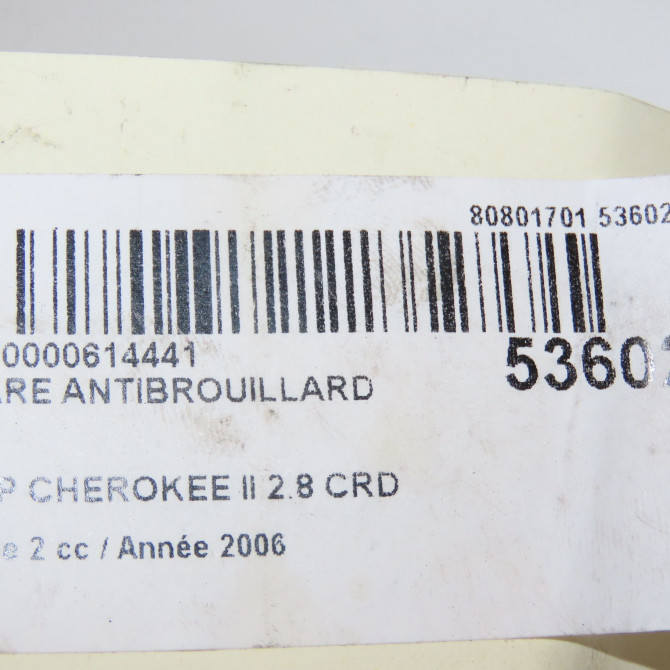 80801701 53602
0000614441
53602
ARE ANTIBROUILLARD
P CHEROKEE II 2.8 CRD
e 2 cc / Année 2006